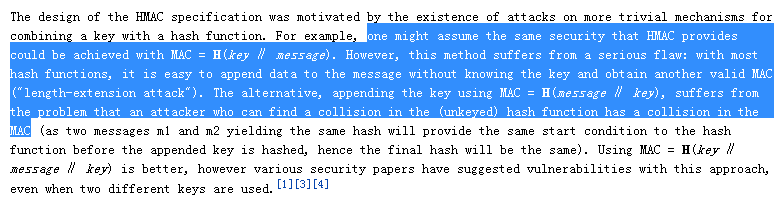 The design of the HMAC specification was motivated by the existence of attacks on more trivial mechanisms for
combining a key with a hash function. For example, one might assume the same security that HMAC provides
could be achieved with MAC = H(key ∥ message). However, this method suffers from a serious flaw: with most
hash functions, it is easy to append data to the message without knowing the key and obtain another valid MAC
("length-extension attack"). The alternative, appending the key using MAC = H(message ∥ key), suffers from
the problem that an attacker who can find a collision in the (unkeyed) hash function has a collision in the
MAC (as two messages m1 and m2 yielding the same hash will provide the same start condition to the hash
function before the appended key is hashed, hence the final hash will be the same). Using MAC = H(key ∥
message ∥ key) is better, however various security papers have suggested vulnerabilities with this approach,
even when two different keys are used.[1][3][4]